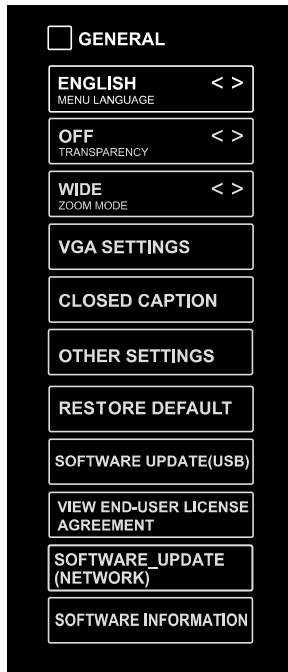 GENERAL
ENGLISH < >
MENU LANGUAGE
OFF < >
TRANSPARENCY
WIDE < >
ZOOM MODE
VGA SETTINGS
CLOSED CAPTION
OTHER SETTINGS
RESTORE DEFAULT
SOFTWARE UPDATE(USB)
VIEW END-USER LICENSE
AGREEMENT
SOFTWARE_UPDATE
(NETWORK)
SOFTWARE INFORMATION